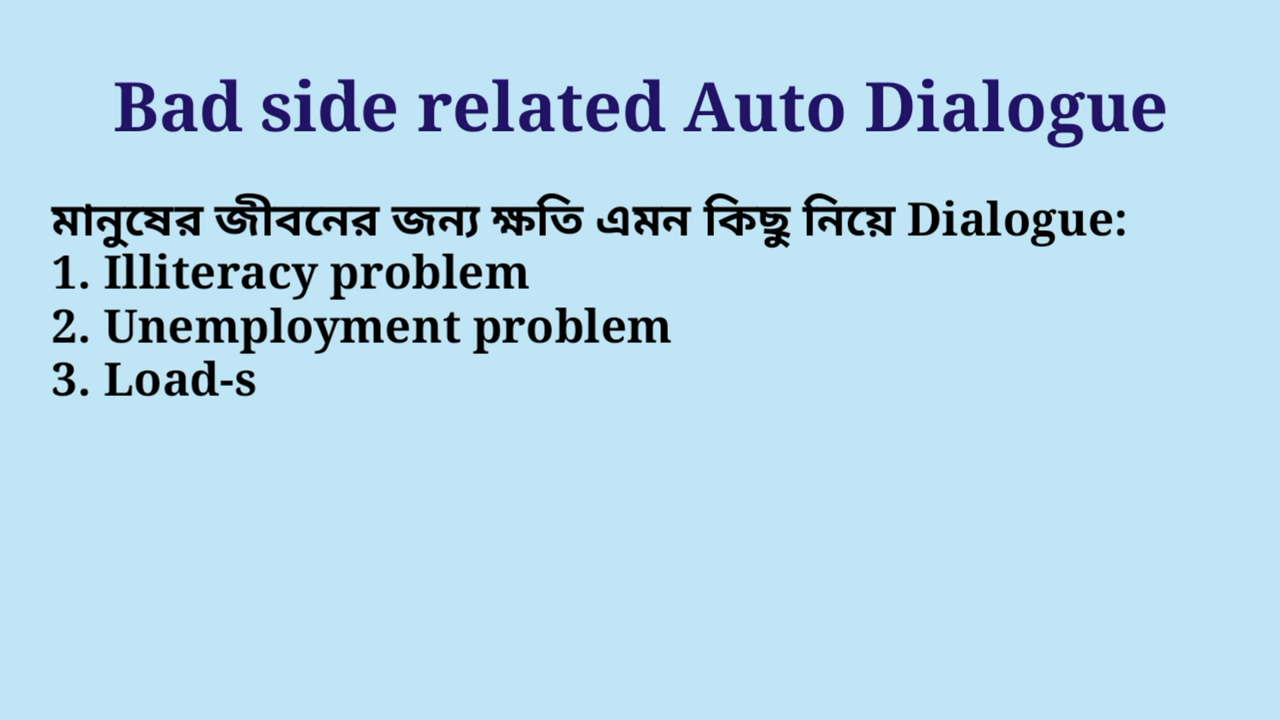 Bad side related Auto Dialogue
মানুষের জীবনের জন্য ক্ষতি এমন কিছু নিয়ে Dialogue:
1. Illiteracy problem
2. Unemployment problem
3. Load-s